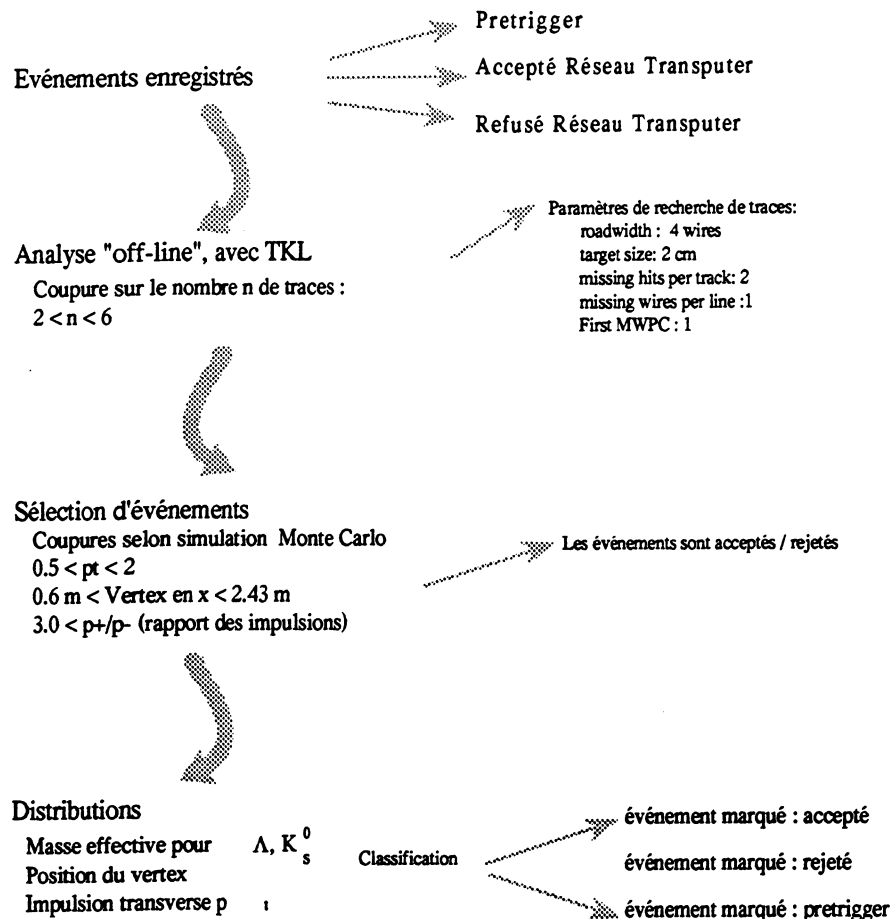 Pretrigger
Evénements enregistrés
Accepté Réseau Transputer
Refusé Réseau Transputer
Analyse "off-line", avec TKL
Coupure sur le nombre n de traces :
2 < n < 6
Paramètres de recherche de traces:
roadwidth : 4 wires
target size: 2 cm
missing hits per track: 2
missing wires per line :1
First MWPC : 1
Sélection d'événements
Coupures selon simulation Monte Carlo
0.5 < pt < 2
0.6 m < Vertex en x < 2.43 m
3.0 < p+/p- (rapport des impulsions)
Les événements sont acceptés / rejetés
Distributions
Masse effective pour Λ, K⁰ₛ
Position du vertex
Impulsion transverse p t
Classification
événement marqué : accepté
événement marqué : rejeté
événement marqué : pretrigger